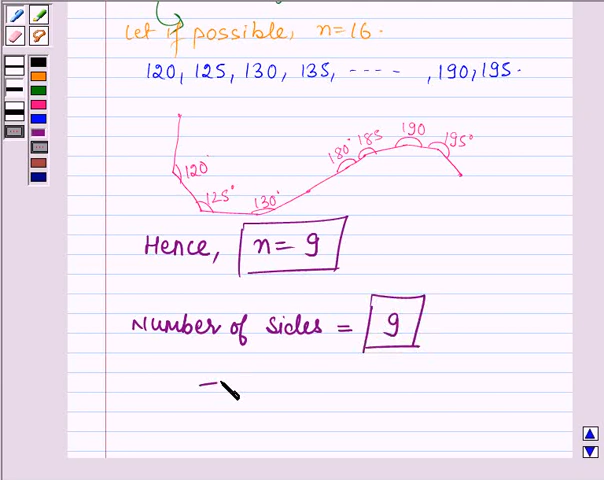 Let if possible, n=16.
120, 125, 130, 135, ---- , 190, 195.
120° 125° 130° 180° 185 190 195°
Hence, n = 9
Number of sides = 9